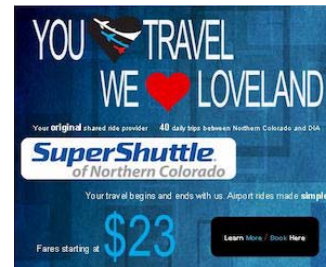 YOU TRAVEL
WE LOVELAND
Your original shared ride provider 40 daily trips between Northern Colorado and DIA
SuperShuttle
of Northern Colorado
Your travel begins and ends with us. Airport rides made simple
Fares starting at $23
Learn More / Book Here